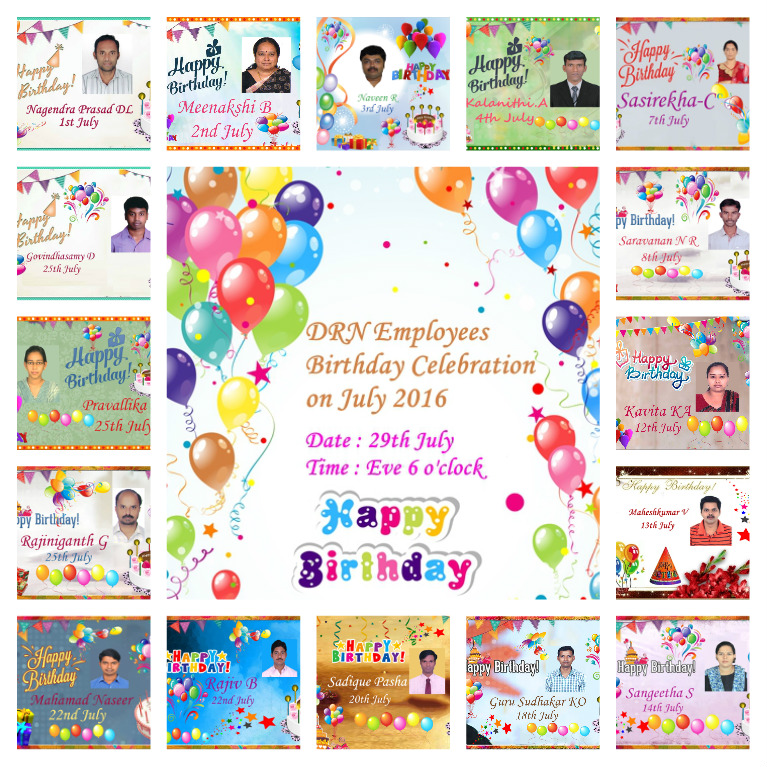 Happy
Birthday!
Nagendra Prasad DL
1st July
Happy
Birthday!
Meenakshi B
2nd July
HAPPY
BIRTHDAY
Naveen R
3rd July
Happy
Birthday!
Kalanithi.A
4th July
Happy
Birthday
Sasirekha-C
7th July
Happy
Birthday!
Govindhasamy D
25th July
py Birthday!
Saravanan N R
8th July
DRN Employees
Birthday Celebration
on July 2016
Date : 29th July
Time : Eve 6 o'clock
Happy
Birthday
Happy
Birthday!
Pravallika
25th July
Happy
Birthday
Kavita KA
12th July
py Birthday!
Rajiniganth G
25th July
Happy Birthday!
Maheshkumar V
13th July
Happy
Birthday
Mahamad Naseer
22nd July
HAPPY
IRTHDAY!
Rajiv B
22nd July
HAPPY
BIRTHDAY!
Sadique Pasha
20th July
appy Birthday!
Guru Sudhakar KO
18th July
Happy Birthday!
Sangeetha S
14th July